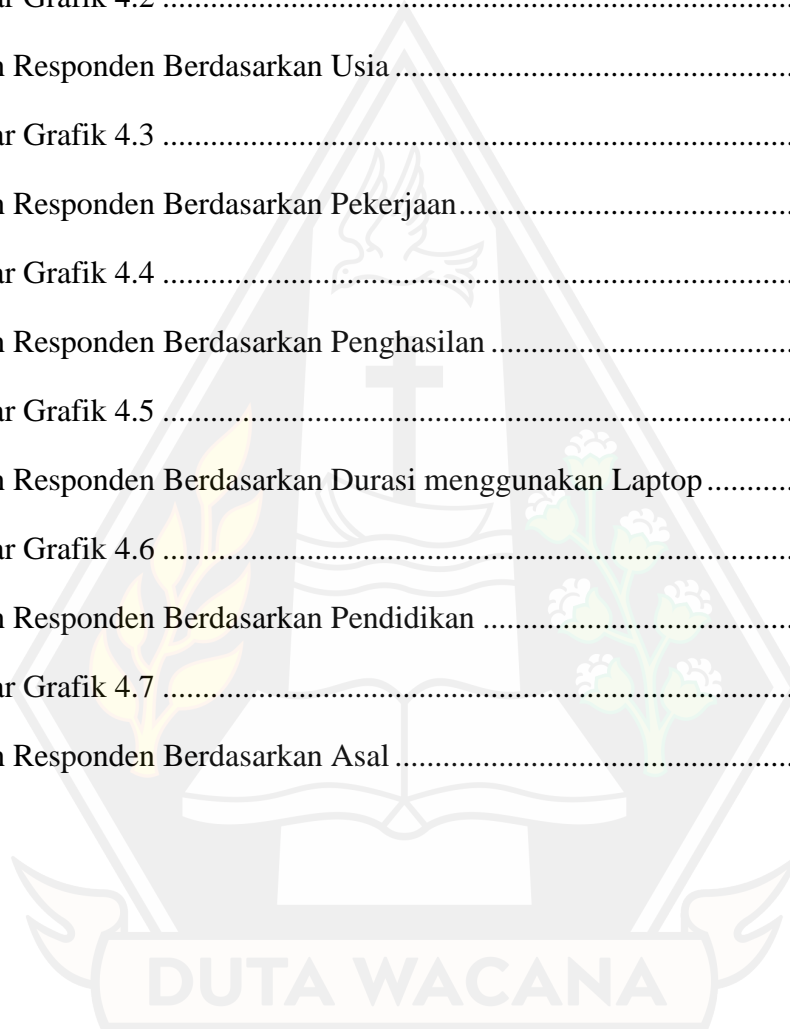 ar Grafik 4.2 ........................................................................................
n Responden Berdasarkan Usia ...................................................
ar Grafik 4.3 ........................................................................................
n Responden Berdasarkan Pekerjaan...........................................
ar Grafik 4.4 ........................................................................................
n Responden Berdasarkan Penghasilan .......................................
ar Grafik 4.5 ........................................................................................
n Responden Berdasarkan Durasi menggunakan Laptop ...........
ar Grafik 4.6 ........................................................................................
n Responden Berdasarkan Pendidikan ........................................
ar Grafik 4.7 ........................................................................................
n Responden Berdasarkan Asal ...................................................
DUTA WACANA